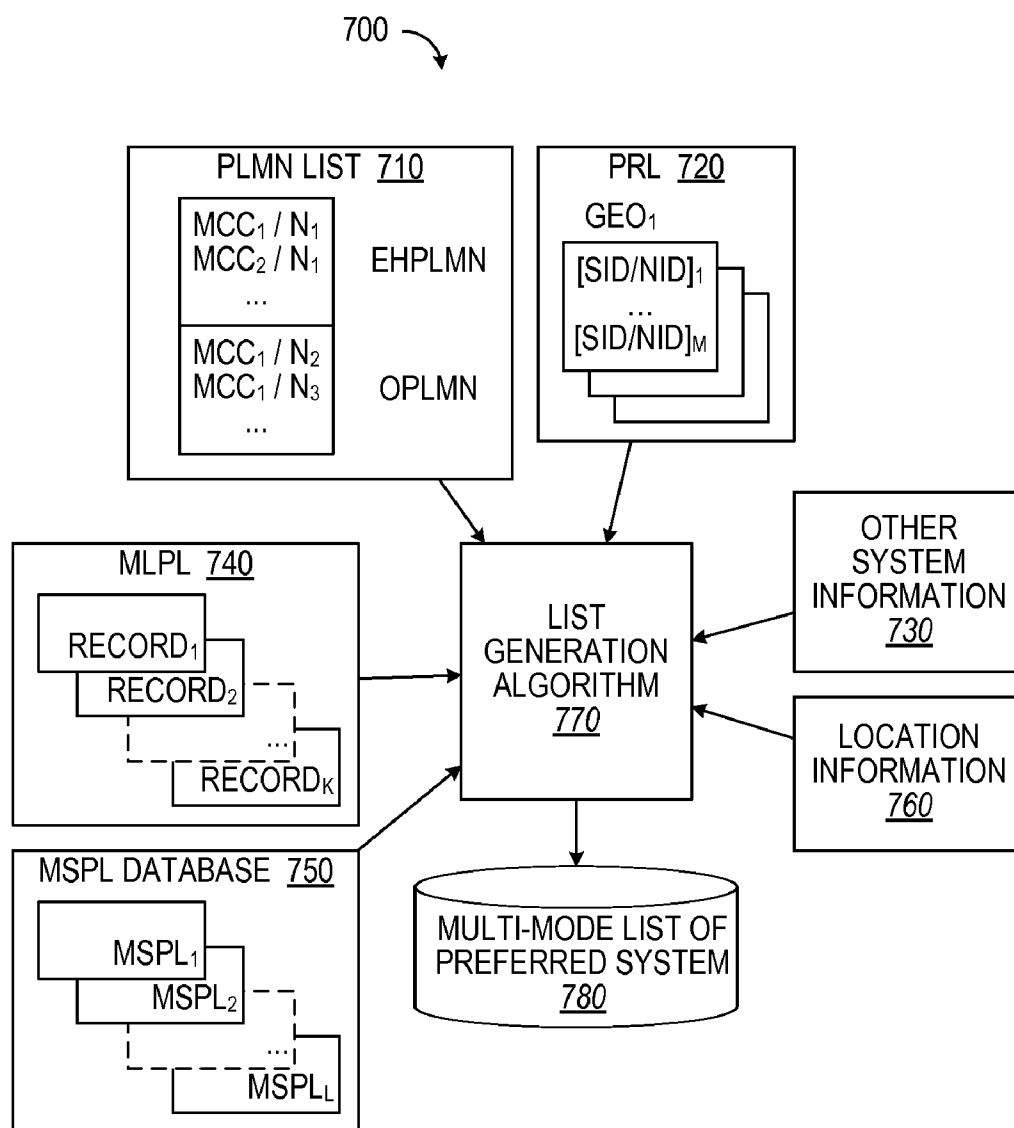 700
PLMN LIST 710
MCC₁ / N₁
MCC₂ / N₁
...
EHPLMN
MCC₁ / N₂
MCC₁ / N₃
...
OPLMN
PRL 720
GEO₁
[SID/NID]₁
...
[SID/NID]M
OTHER
SYSTEM
INFORMATION
730
MLPL 740
RECORD₁
RECORD₂
...
RECORDK
LIST
GENERATION
ALGORITHM
770
LOCATION
INFORMATION
760
MSPL DATABASE 750
MSPL₁
MSPL₂
...
MSPLL
MULTI-MODE LIST OF
PREFERRED SYSTEM
780